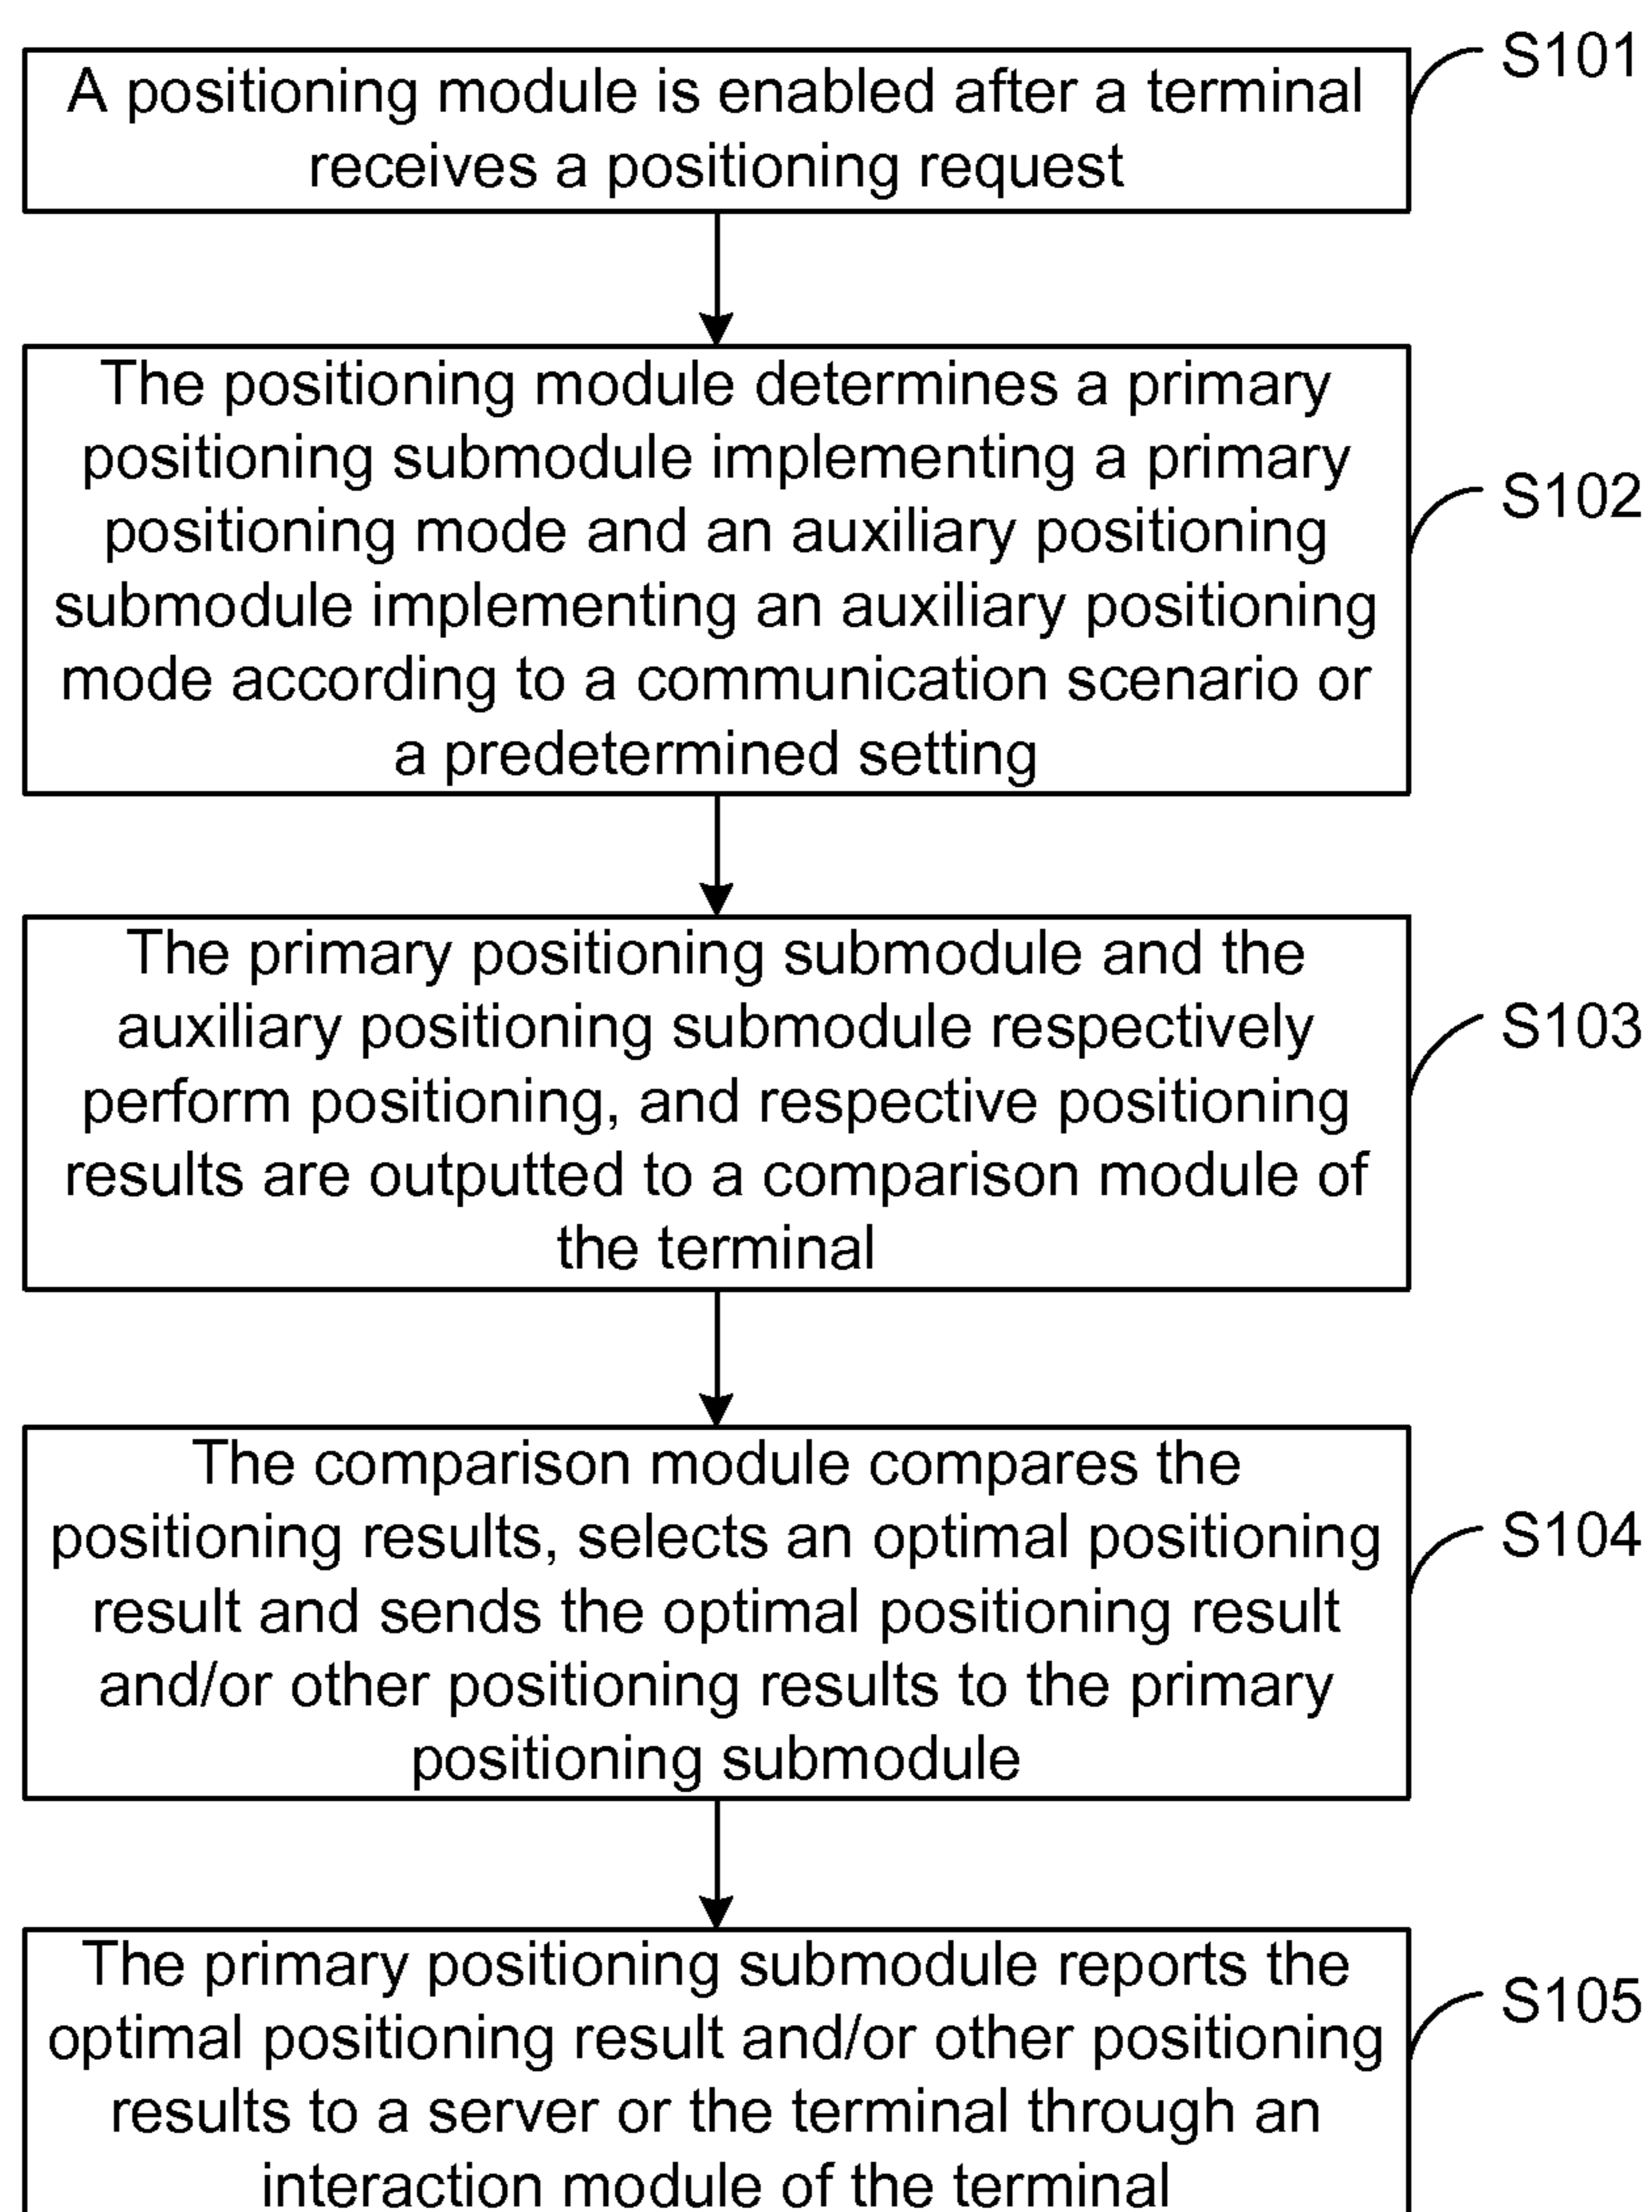 S101
A positioning module is enabled after a terminal
receives a positioning request
The positioning module determines a primary
positioning submodule implementing a primary
positioning mode and an auxiliary positioning
submodule implementing an auxiliary positioning
mode according to a communication scenario or
a predetermined setting
S102
The primary positioning submodule and the
auxiliary positioning submodule respectively
perform positioning, and respective positioning
results are outputted to a comparison module of
the terminal
S103
The comparison module compares the
positioning results, selects an optimal positioning
result and sends the optimal positioning result
and/or other positioning results to the primary
positioning submodule
S104
The primary positioning submodule reports the
optimal positioning result and/or other positioning
results to a server or the terminal through an
interaction module of the terminal
S105